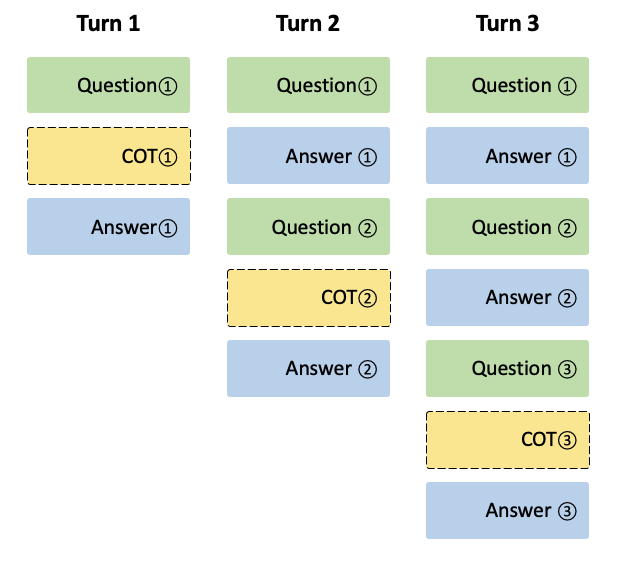 Turn 1
Question①
COT①
Answer①
Turn 2
Question①
Answer ①
Question ②
COT②
Answer ②
Turn 3
Question ①
Answer ①
Question ②
Answer ②
Question ③
COT③
Answer ③